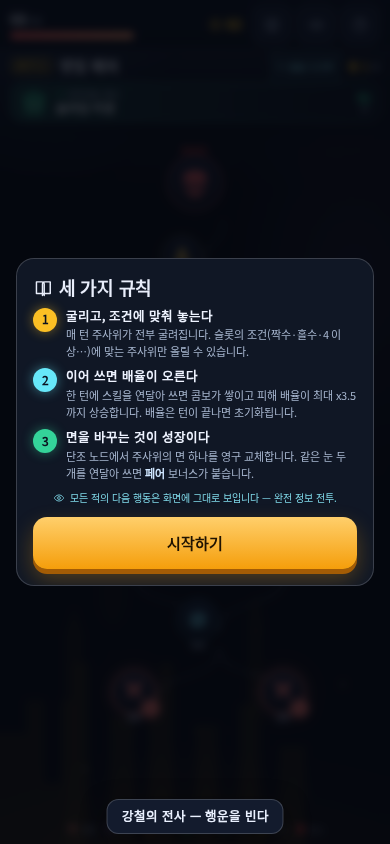 세 가지 규칙
1 굴리고, 조건에 맞춰 놓는다
매 턴 주사위가 전부 굴려집니다. 슬롯의 조건(짝수·홀수·4 이
상…)에 맞는 주사위만 올릴 수 있습니다.
2 이어 쓰면 배율이 오른다
한 턴에 스킬을 연달아 쓰면 콤보가 쌓이고 피해 배율이 최대 x3.5
까지 상승합니다. 배율은 턴이 끝나면 초기화됩니다.
3 면을 바꾸는 것이 성장이다
단조 노드에서 주사위의 면 하나를 영구 교체합니다. 같은 눈 두
개를 연달아 쓰면 페어 보너스가 붙습니다.
모든 적의 다음 행동은 화면에 그대로 보입니다 — 완전 정보 전투.
시작하기
강철의 전사 — 행운을 빈다